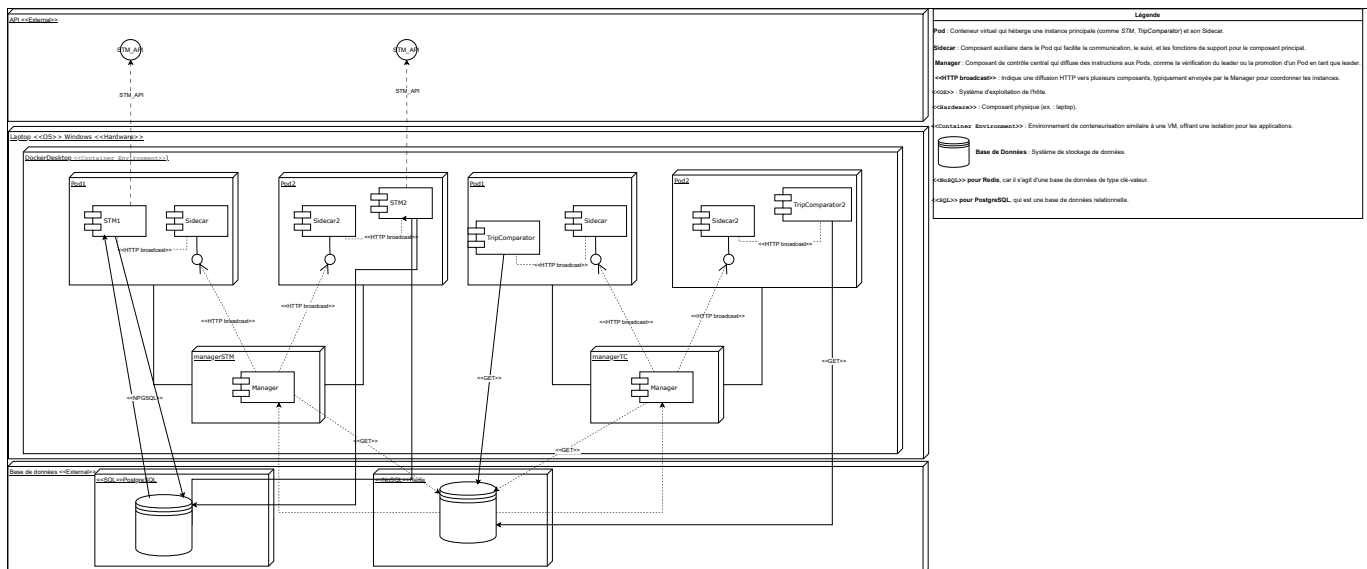 API <<External>>
STM_API
STM_API
STM_API
STM_API
Laptop <<OS>> Windows <<Hardware>>
DockerDesktop <<Container Environment>>}
Pod1
STM1
Sidecar
<<HTTP broadcast>>
Pod2
Sidecar2
STM2
<<HTTP broadcast>>
Pod1
TripComparator
Sidecar
<<HTTP broadcast>>
Pod2
Sidecar2
TripComparator2
<<HTTP broadcast>>
<<HTTP broadcast>>
<<HTTP broadcast>>
<<HTTP broadcast>>
<<HTTP broadcast>>
managerSTM
Manager
managerTC
Manager
<<GET>>
<<GET>>
<<NPGSQL>>
<<GET>>
<<GET>>
Base de données <<External>>
<<SQL>>PostgreSQL
<<NoSQL>>Redis
Légende
Pod : Conteneur virtuel qui héberge une instance principale (comme STM, TripComparator) et son Sidecar.
Sidecar : Composant auxiliaire dans le Pod qui facilite la communication, le suivi, et les fonctions de support pour le composant principal.
Manager : Composant de contrôle central qui diffuse des instructions aux Pods, comme la vérification du leader ou la promotion d'un Pod en tant que leader.
<<HTTP broadcast>> : Indique une diffusion HTTP vers plusieurs composants, typiquement envoyée par le Manager pour coordonner les instances.
<<OS>> : Système d'exploitation de l'hôte.
<<Hardware>> : Composant physique (ex. : laptop).
<<Container Environment>> : Environnement de conteneurisation similaire à une VM, offrant une isolation pour les applications.
Base de Données : Système de stockage de données.
<<NoSQL>> pour Redis, car il s'agit d'une base de données de type clé-valeur.
<<SQL>> pour PostgreSQL, qui est une base de données relationnelle.